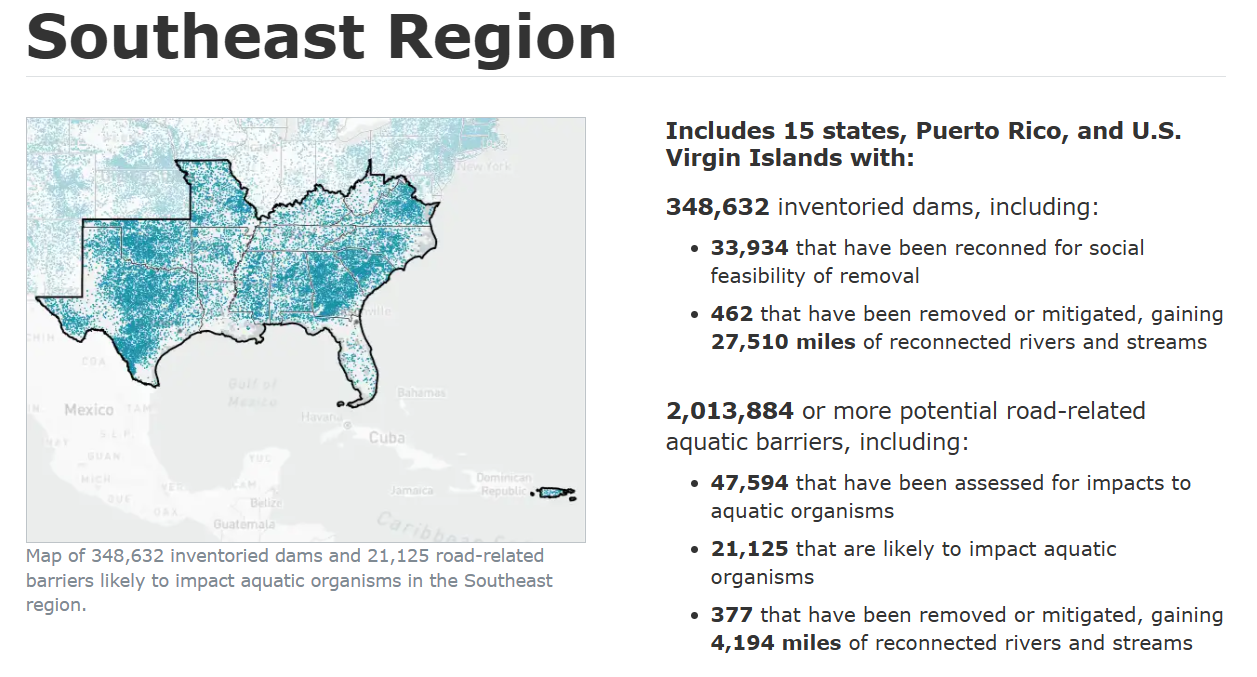 Southeast Region
New York
Gulf of
Mexico
Bahamas
Mexico
TAM
Havana
Cuba
S.L.P.
GUAN
MICH
YUC
Dominican
Republic
Jamaica
Belize
Guatemala
Caribbean
Map of 348,632 inventoried dams and 21,125 road-related
barriers likely to impact aquatic organisms in the Southeast
region.
Includes 15 states, Puerto Rico, and U.S.
Virgin Islands with:
348,632 inventoried dams, including:
• 33,934 that have been reconned for social
feasibility of removal
• 462 that have been removed or mitigated, gaining
27,510 miles of reconnected rivers and streams
2,013,884 or more potential road-related
aquatic barriers, including:
• 47,594 that have been assessed for impacts to
aquatic organisms
• 21,125 that are likely to impact aquatic
organisms
• 377 that have been removed or mitigated, gaining
4,194 miles of reconnected rivers and streams